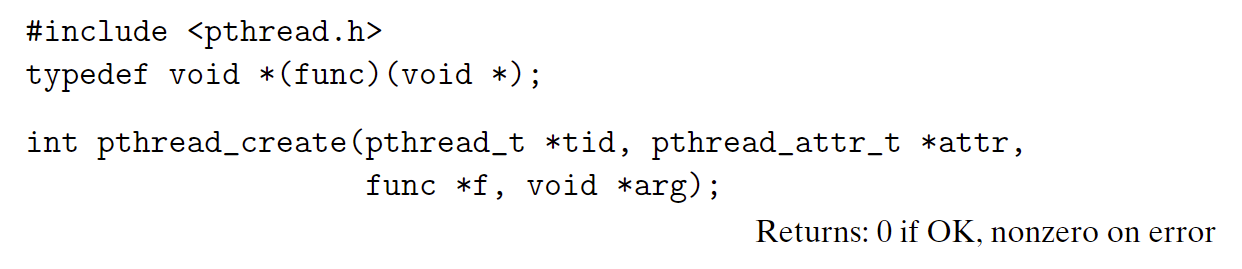 #include <pthread.h>
typedef void *(func)(void *);
int pthread_create(pthread_t *tid, pthread_attr_t *attr,
func *f, void *arg);
Returns: 0 if OK, nonzero on error